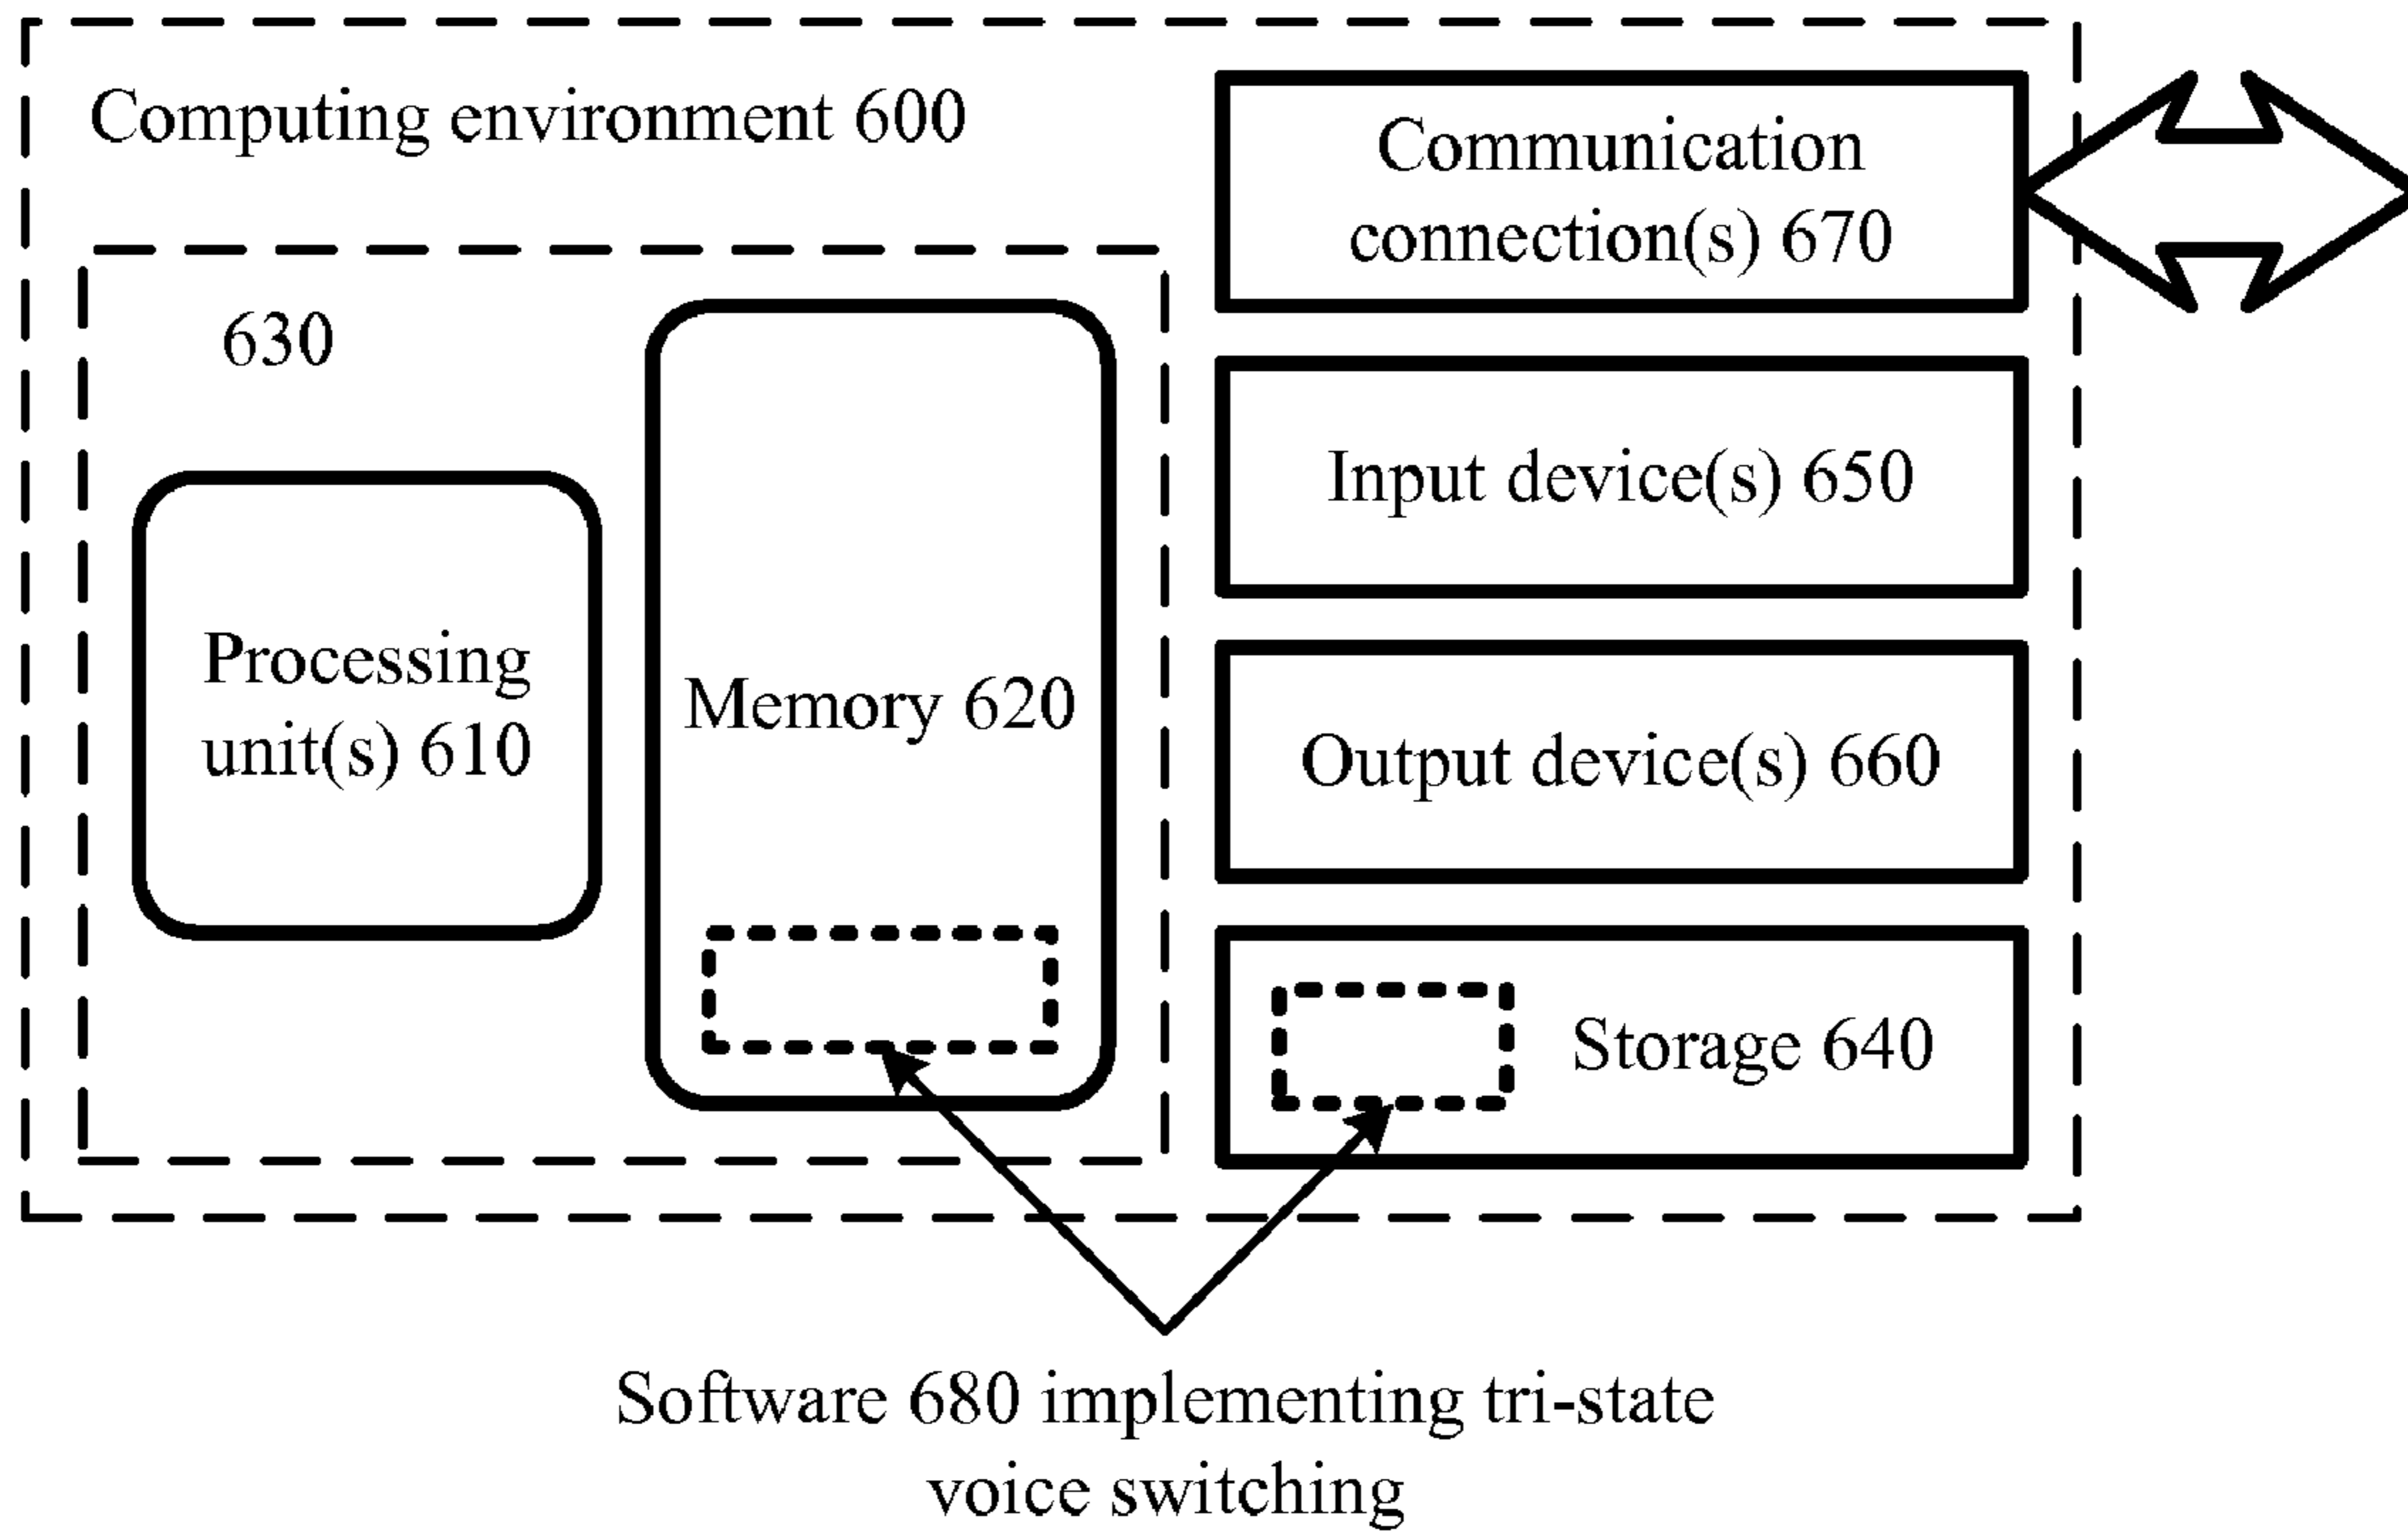 Computing environment 600
630
Processing
unit(s) 610
Memory 620
Communication
connection(s) 670
Input device(s) 650
Output device(s) 660
Storage 640
Software 680 implementing tri-state
voice switching